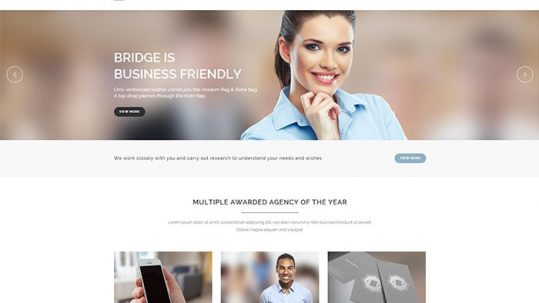 BRIDGE IS
BUSINESS FRIENDLY
Croc-embossed leather constructs this modern Rag & Bone bag.
A top strap pierces through the front flap.
VIEW MORE
We work closely with you and carry out research to understand your needs and wishes.
VIEW MORE
MULTIPLE AWARDED AGENCY OF THE YEAR
Lorem ipsum dolor sit amet, consectetuer adipiscing elit, sed diam nonummy nibh euismod tincidunt ut laoreet.
Dolore magna aliquam erat volutpat